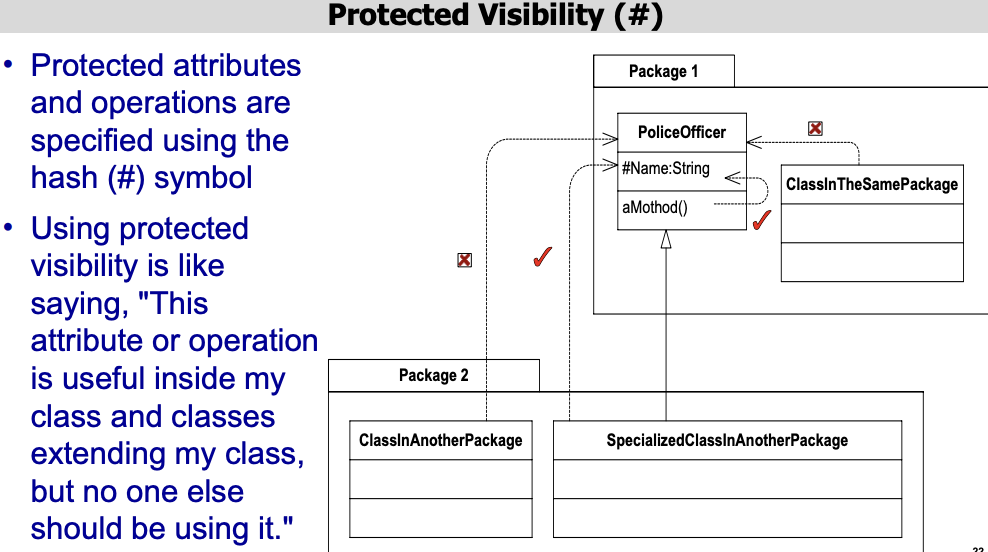 Protected Visibility (#)
• Protected attributes
and operations are
specified using the
hash (#) symbol
• Using protected
visibility is like
saying, "This
attribute or operation
is useful inside my
class and classes
extending my class,
but no one else
should be using it."
Package 1
PoliceOfficer
#Name:String
aMothod()
ClassInTheSamePackage
Package 2
ClassInAnotherPackage
SpecializedClassInAnotherPackage